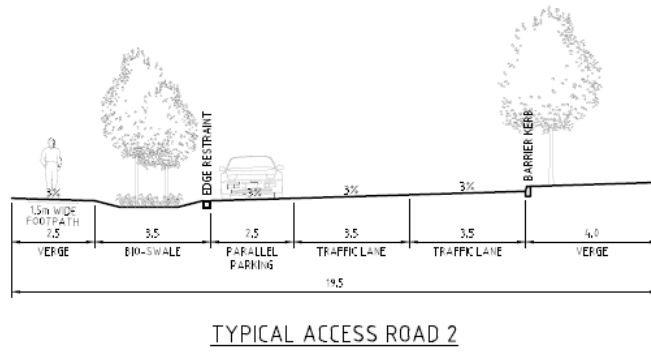 EDGE RESTRAINT
BARRIER KERB
3%
3%
3%
3%
1.5m WIDE
FOOTPATH
2.5
3.5
2.5
3.5
3.5
4.0
VERGE
BIO-SWALE
PARALLEL
PARKING
TRAFFIC LANE
TRAFFIC LANE
VERGE
19.5
TYPICAL ACCESS ROAD 2